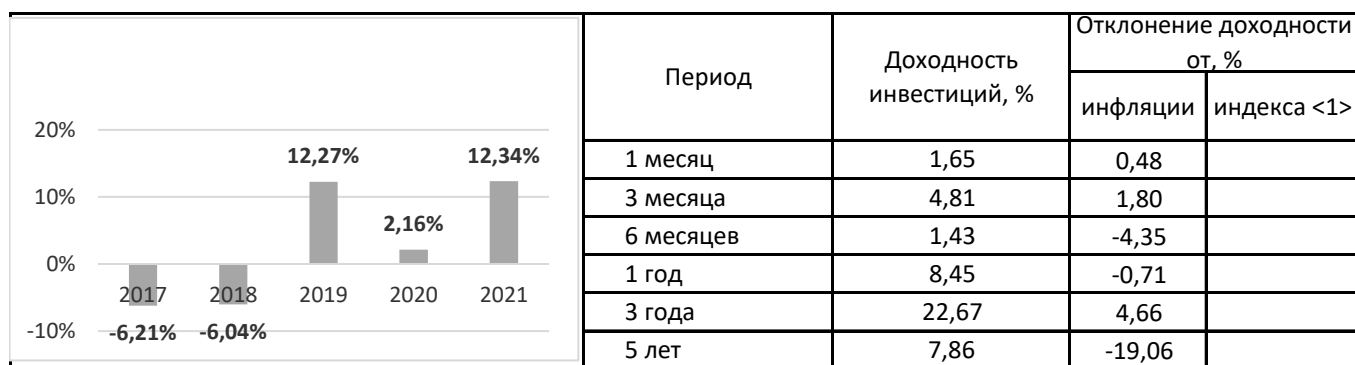 20%
10%
0%
-10%
12,27%
12,34%
2,16%
2017 2018 2019 2020 2021
-6,21% -6,04%
Период
Доходность
инвестиций, %
Отклонение доходности
от, %
инфляции индекса <1>
1 месяц 1,65 0,48
3 месяца 4,81 1,80
6 месяцев 1,43 -4,35
1 год 8,45 -0,71
3 года 22,67 4,66
5 лет 7,86 -19,06